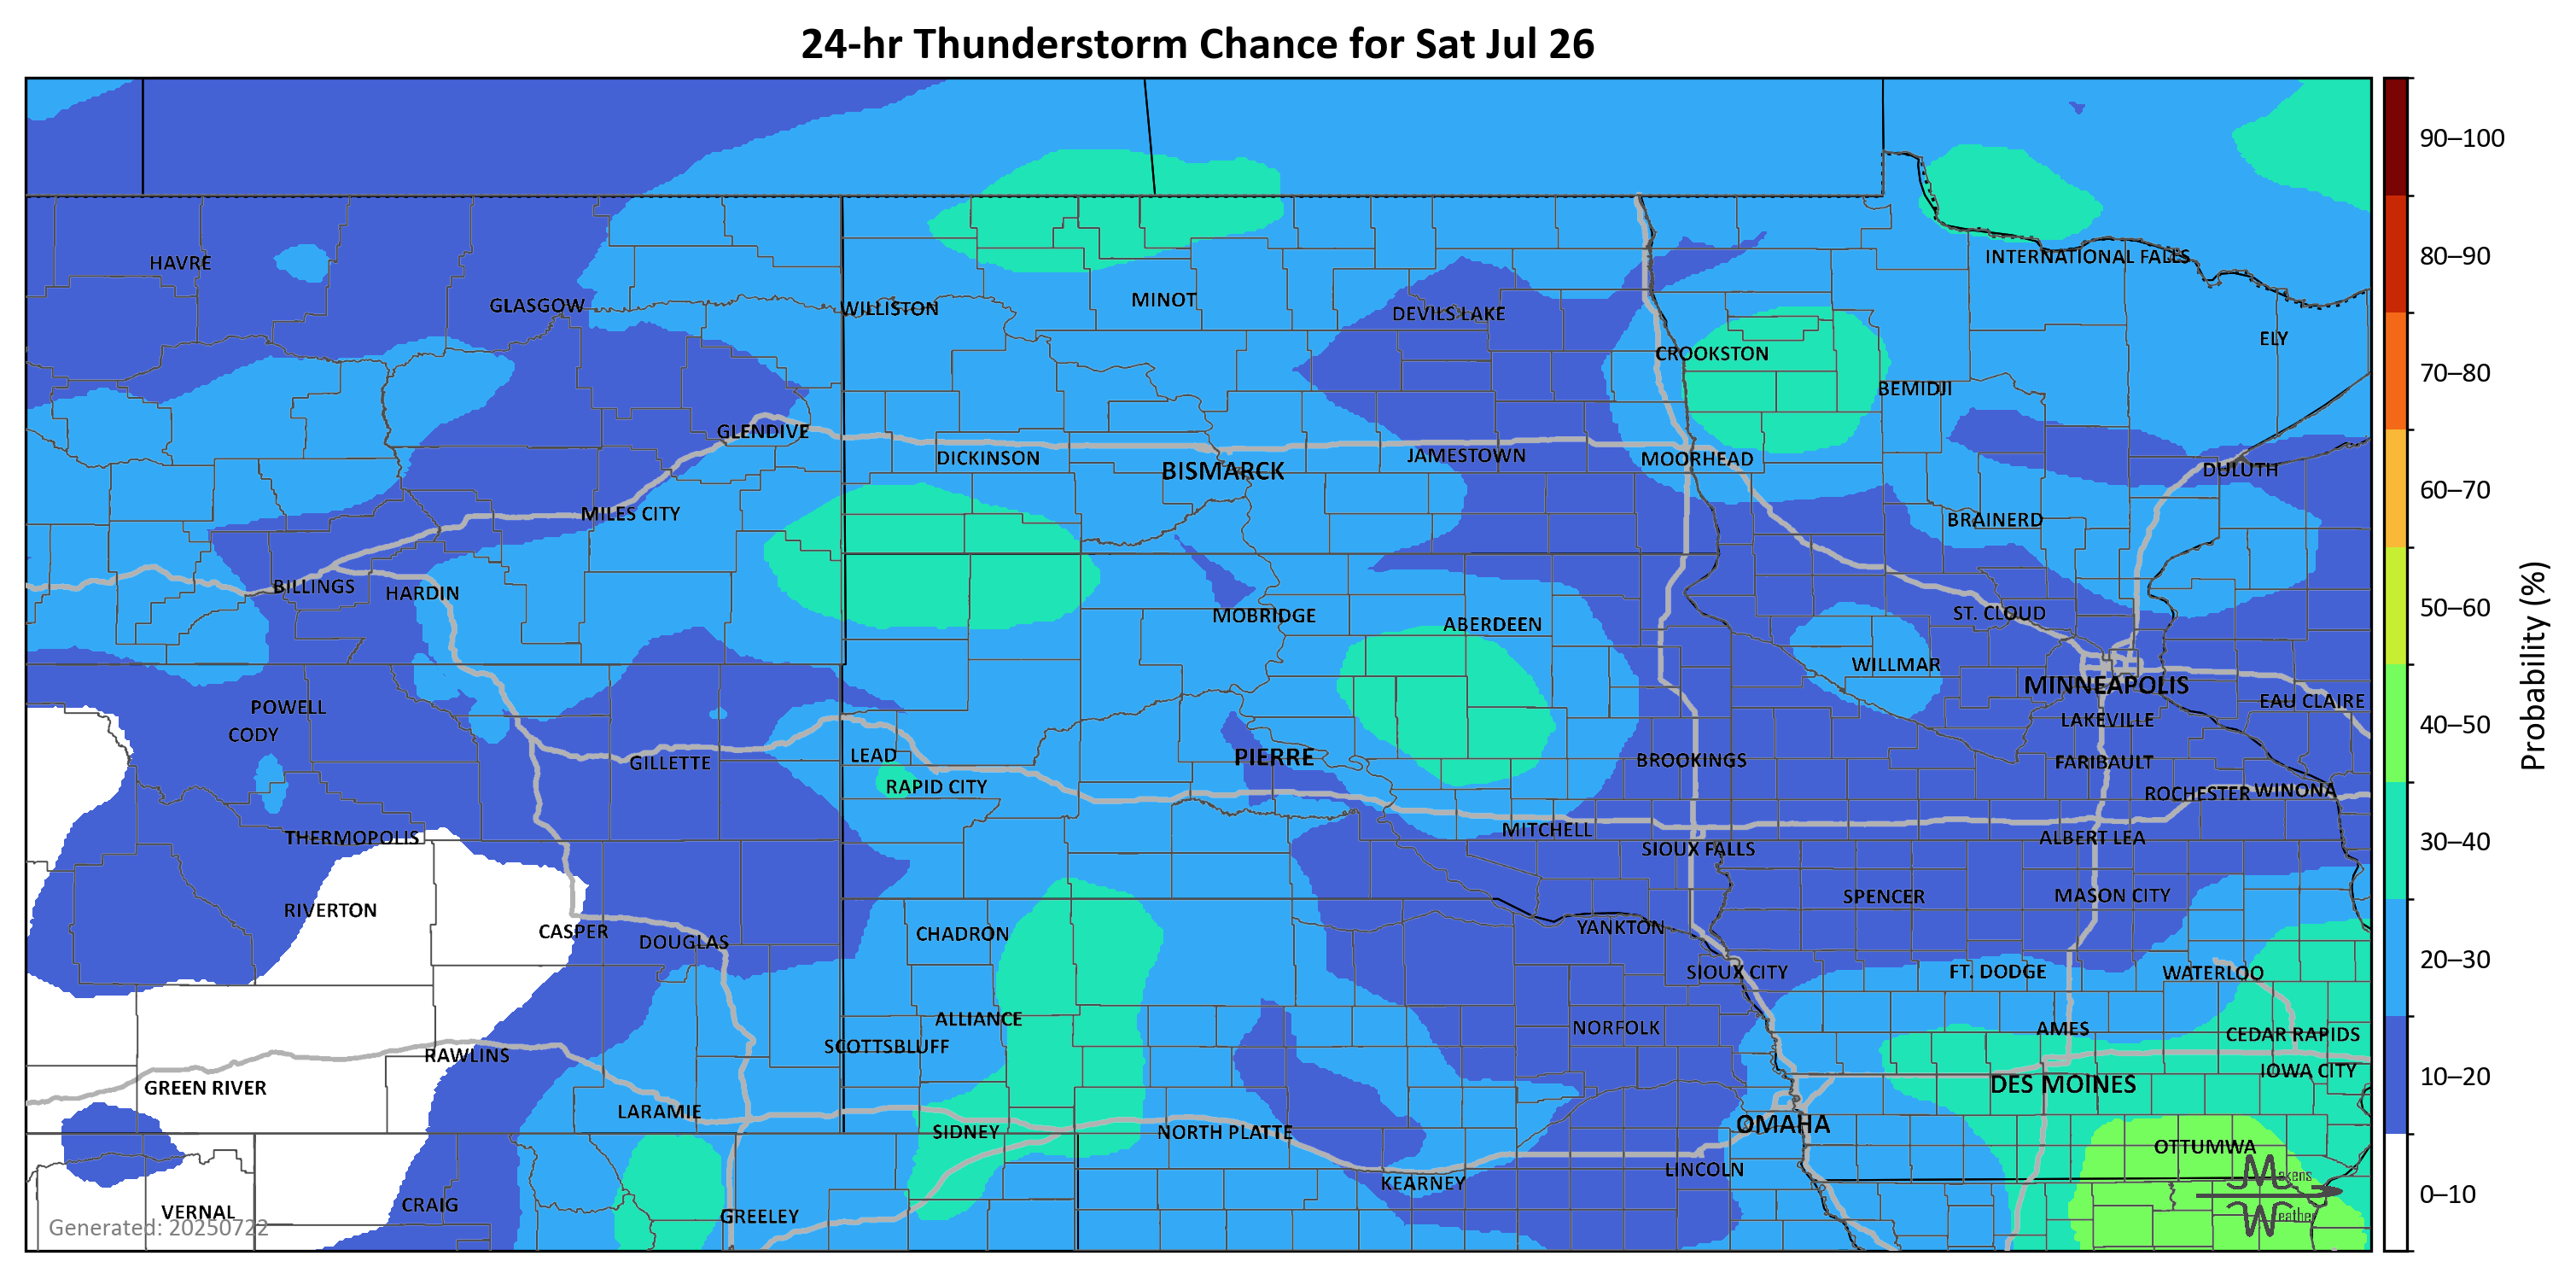 24-hr Thunderstorm Chance for Sat Jul 26
90–100
80–90
70–80
60–70
50–60
40–50
30–40
20–30
10–20
0–10
Probability (%)
HAVRE
INTERNATIONAL FALLS
GLASGOW
WILLISTON
MINOT
DEVILS LAKE
ELY
CROOKSTON
BEMIDJI
GLENDIVE
DICKINSON
BISMARCK
JAMESTOWN
MOORHEAD
DULUTH
MILES CITY
BRAINERD
BILLINGS
HARDIN
MOBRIDGE
ABERDEEN
ST. CLOUD
WILLMAR
MINNEAPOLIS
POWELL
EAU CLAIRE
CODY
LAKEVILLE
GILLETTE
LEAD
PIERRE
BROOKINGS
FARIBAULT
RAPID CITY
ROCHESTER
WINONA
THERMOPOLIS
MITCHELL
ALBERT LEA
SIOUX FALLS
RIVERTON
SPENCER
MASON CITY
CASPER
DOUGLAS
CHADRON
YANKTON
SIOUX CITY
FT. DODGE
WATERLOO
ALLIANCE
NORFOLK
AMES
CEDAR RAPIDS
RAWLINS
SCOTTSBLUFF
IOWA CITY
GREEN RIVER
DES MOINES
LARAMIE
SIDNEY
NORTH PLATTE
OMAHA
OTTUMWA
LINCOLN
KEARNEY
VERNAL
CRAIG
GREELEY
Makens
Weather
Generated: 20250722